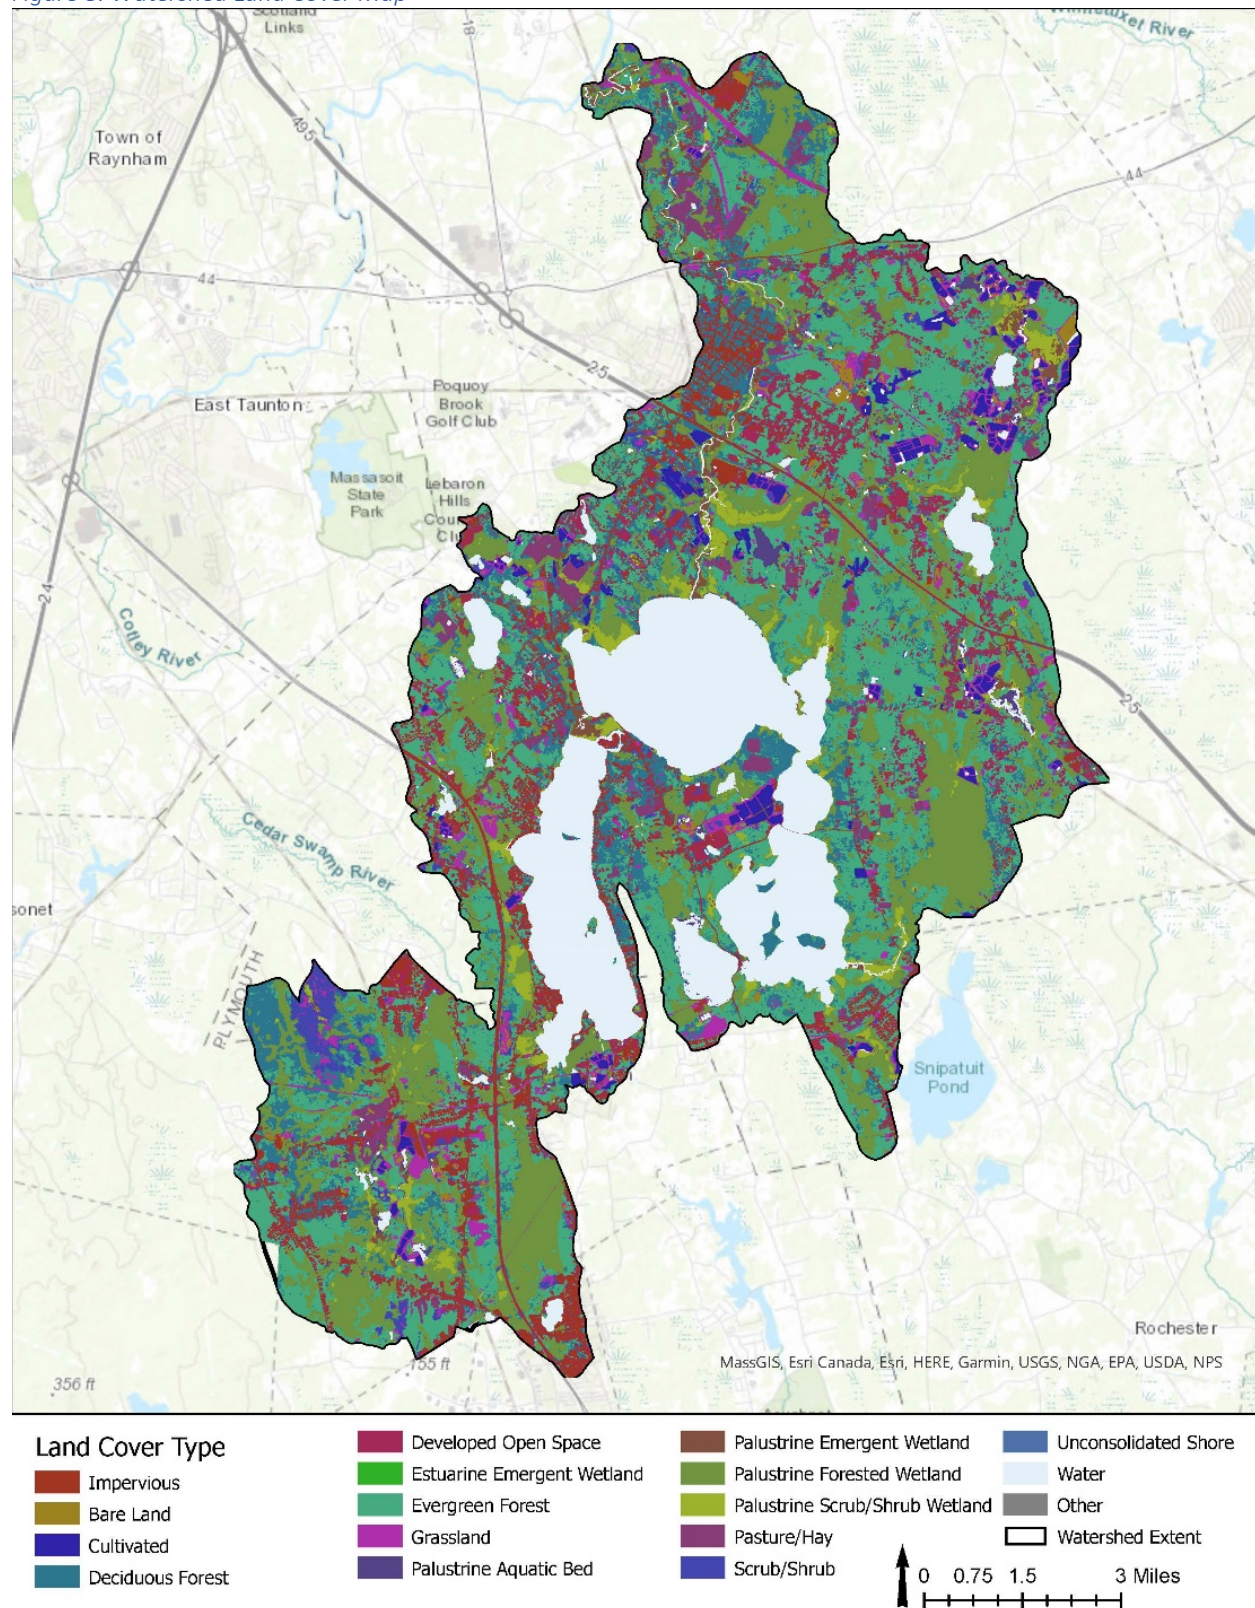 Scotland
Links
18
River
495
Town of
Raynham
44
44
25
Poquoy
Brook
Golf Club
East Taunton
Massasoit
State
Park
Lebaron
Hills
24
Cotley River
25
Cedar Swamp River
PLYMOUTH
Snipatuit
Pond
Rochester
155 ft
356 ft
MassGIS, Esri Canada, Esri, HERE, Garmin, USGS, NGA, EPA, USDA, NPS
Land Cover Type
Impervious
Bare Land
Cultivated
Deciduous Forest
Developed Open Space
Estuarine Emergent Wetland
Evergreen Forest
Grassland
Palustrine Aquatic Bed
Palustrine Emergent Wetland
Palustrine Forested Wetland
Palustrine Scrub/Shrub Wetland
Pasture/Hay
Scrub/Shrub
Unconsolidated Shore
Water
Other
Watershed Extent
0 0.75 1.5 3 Miles